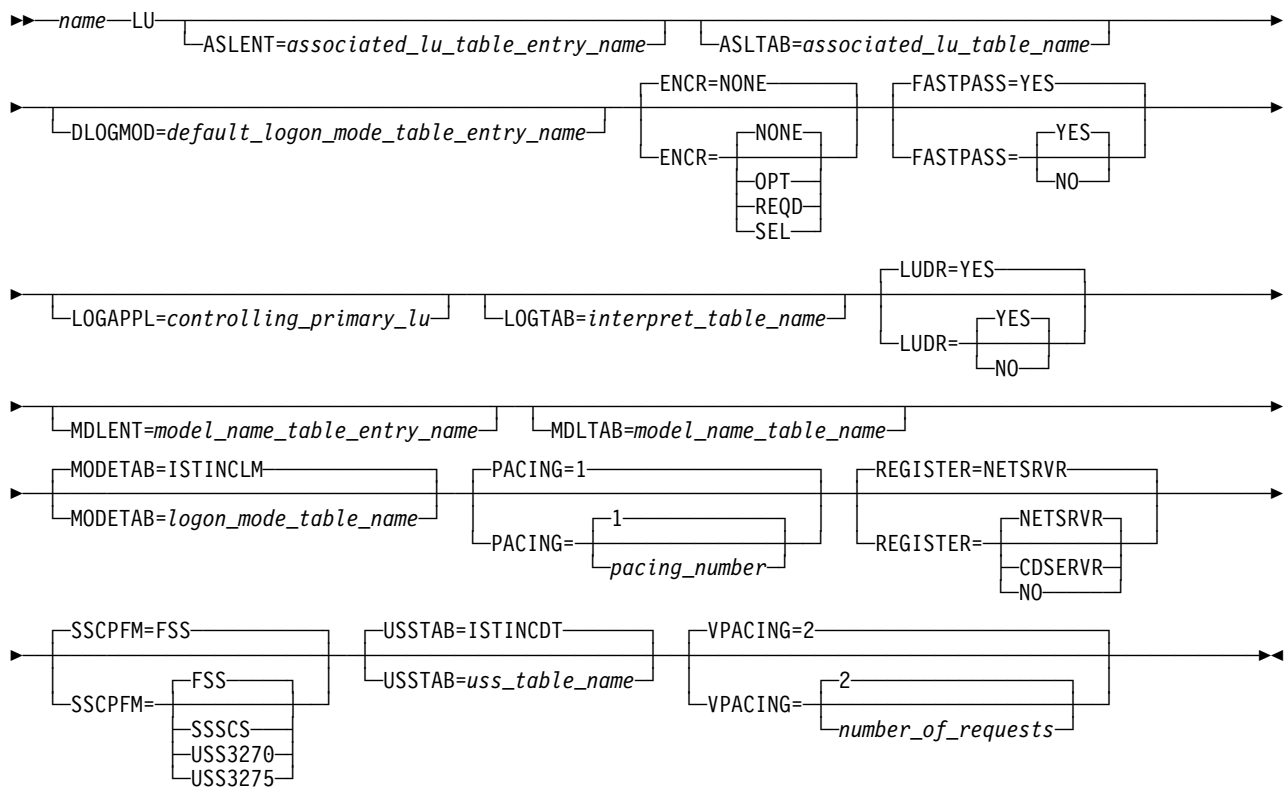 name LU
ASLENT=associated_lu_table_entry_name ASLTAB=associated_lu_table_name
ENCR=NONE FASTPASS=YES
DLOGMOD=default_logon_mode_table_entry_name NONE YES
ENCR= FASTPASS=
OPT NO
REQD
SEL
LUDR=YES
LOGAPPL=controlling_primary_lu LOGTAB=interpret_table_name YES
LUDR=
NO
MDLENT=model_name_table_entry_name MDLTAB=model_name_table_name
MODETAB=ISTINCLM PACING=1 REGISTER=NETSRVR
MODETAB=logon_mode_table_name 1 NETSRVR
PACING= REGISTER=
pacing_number CDSERVR
NO
SSCPFM=FSS USSTAB=ISTINCDT VPACING=2
FSS USSTAB=uss_table_name 2
SSCPFM= VPACING=
SSSCS number_of_requests
USS3270
USS3275